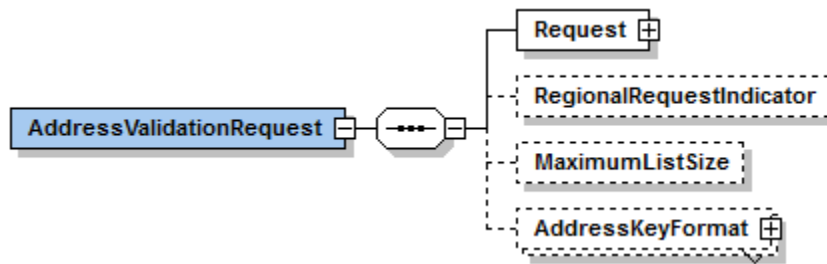 Request
RegionalRequestIndicator
AddressValidationRequest
MaximumListSize
AddressKeyFormat